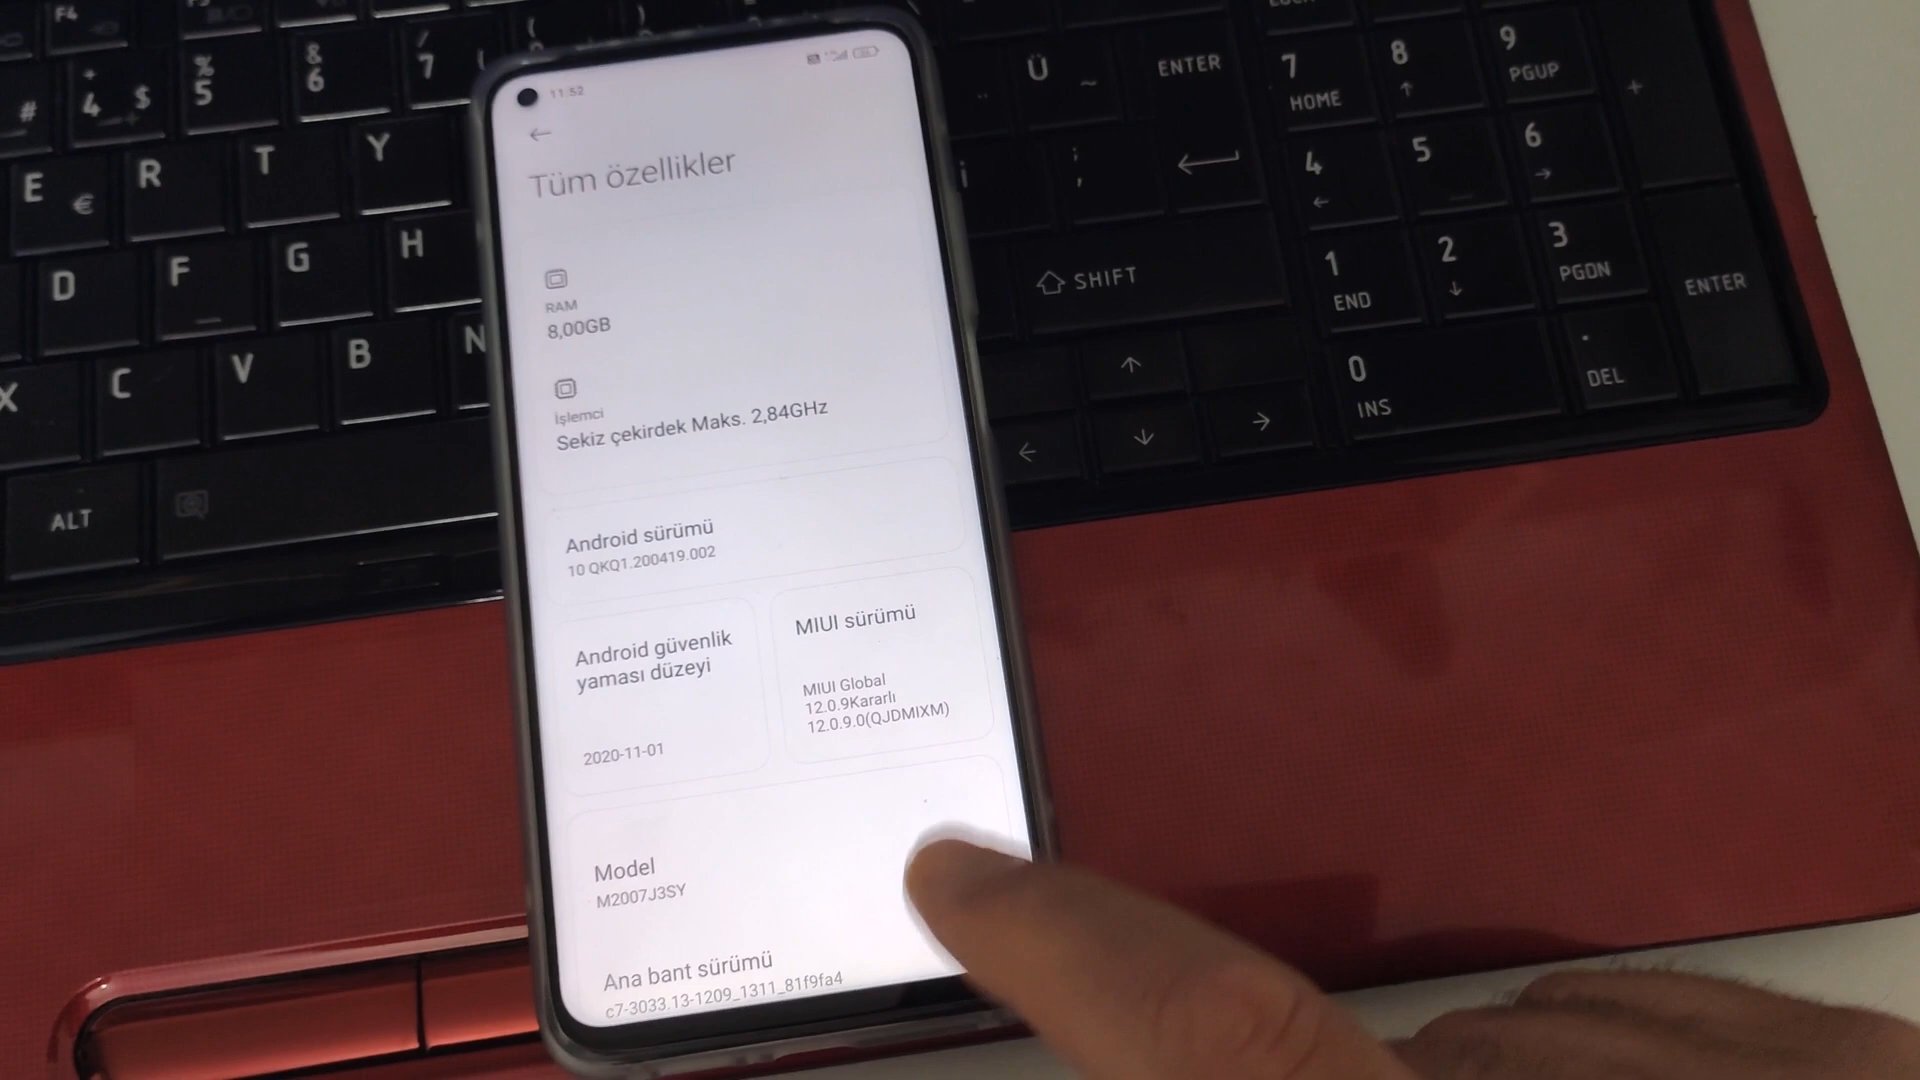 11:52
Tüm özellikler
RAM
8,00GB
İşlemci
Sekiz çekirdek Maks. 2,84GHz
Android sürümü
10 QKQ1.200419.002
Android güvenlik
yaması düzeyi
2020-11-01
MIUI sürümü
MIUI Global
12.0.9Kararlı
12.0.9.0(QJDMIXM)
Model
M2007J3SY
Ana bant sürümü
c7-3033.13-1209_1311_81f9fa4
F4
#
4 $
% 5
& 6
/ 7
Ü ~
ENTER
7 HOME
8
9 PGUP
+
E €
R
T
Y
i
; ,
4
5
6
D
F
G
H
SHIFT
1 END
2
3 PGDN
ENTER
X
C
V
B
N
0 INS
. DEL
ALT